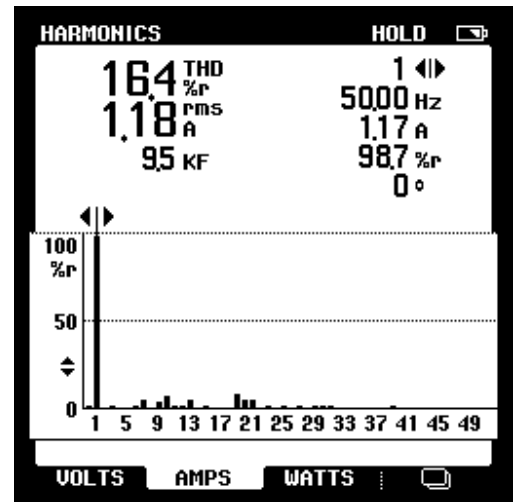 HARMONICS HOLD
16.4 THD %r
1 
1.18 rms A
50.00 Hz
9.5 KF
1.17 A
98.7 %r
0 °
100
%r
50
0
1 5 9 13 17 21 25 29 33 37 41 45 49
VOLTS AMPS WATTS